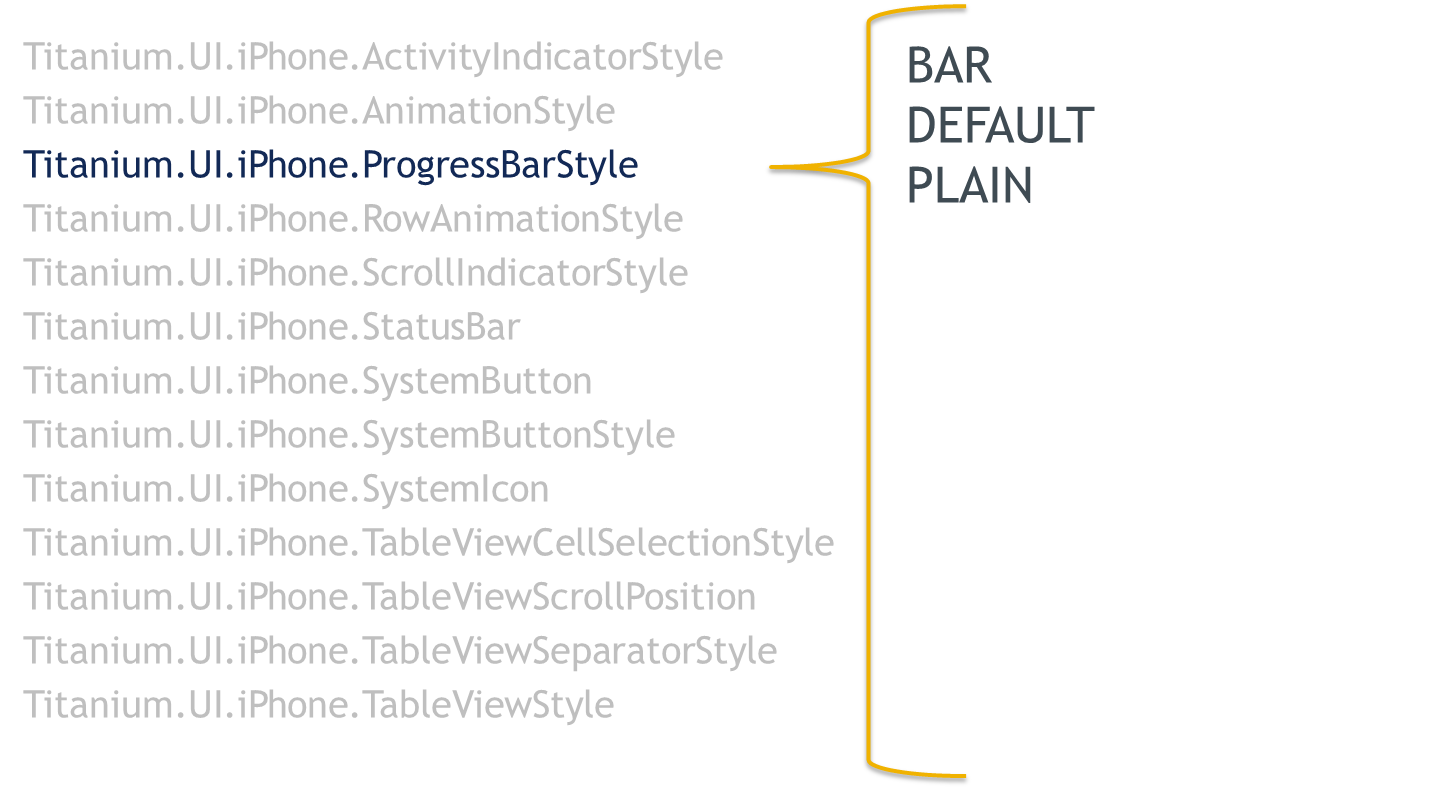 Titanium.UI.iPhone.ActivityIndicatorStyle
Titanium.UI.iPhone.AnimationStyle
Titanium.UI.iPhone.ProgressBarStyle
Titanium.UI.iPhone.RowAnimationStyle
Titanium.UI.iPhone.ScrollIndicatorStyle
Titanium.UI.iPhone.StatusBar
Titanium.UI.iPhone.SystemButton
Titanium.UI.iPhone.SystemButtonStyle
Titanium.UI.iPhone.SystemIcon
Titanium.UI.iPhone.TableViewCellSelectionStyle
Titanium.UI.iPhone.TableViewScrollPosition
Titanium.UI.iPhone.TableViewSeparatorStyle
Titanium.UI.iPhone.TableViewStyle
BAR
DEFAULT
PLAIN